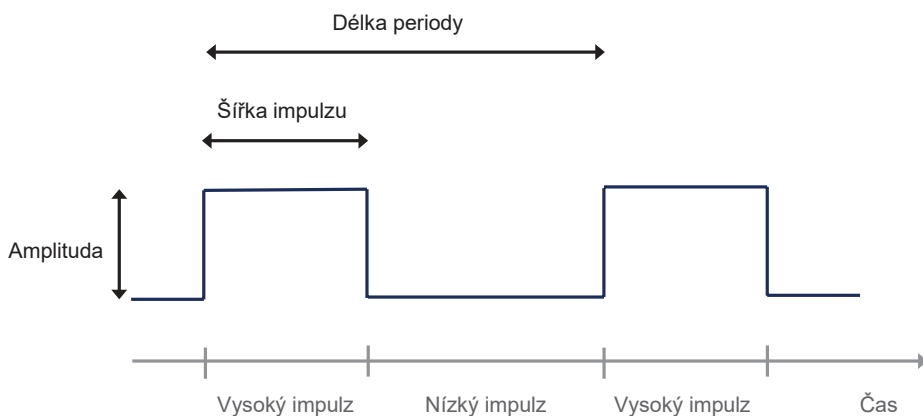 Délka periody
Šířka impulzu
Amplituda
Vysoký impulz
Nízký impulz
Vysoký impulz
Čas